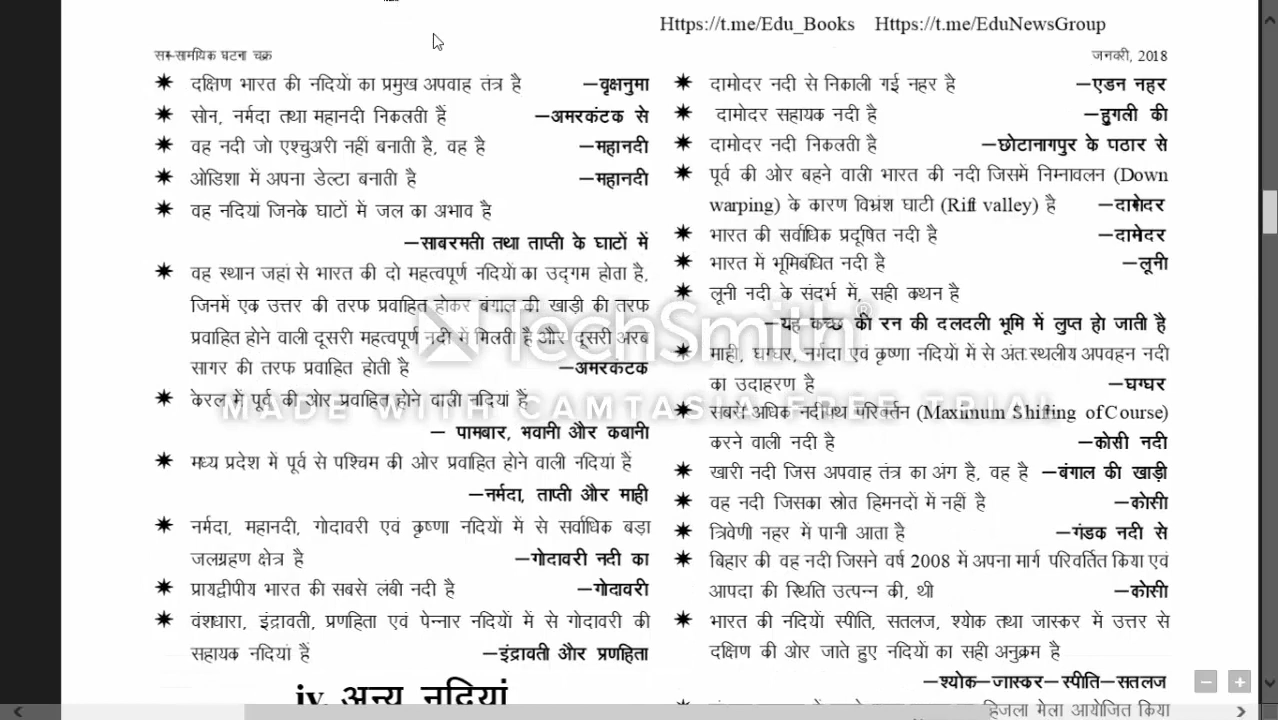 Https://t.me/Edu_Books Https://t.me/EduNewsGroup
सम-सामयिक घटना चक्र
जनवरी, 2018
✷ दक्षिण भारत की नदियों का प्रमुख अपवाह तंत्र है –वृक्षनुमा
✷ सोन, नर्मदा तथा महानदी निकलती हैं –अमरकंटक से
✷ वह नदी जो एश्चुअरी नहीं बनाती है, वह है –महानदी
✷ ओडिशा में अपना डेल्टा बनाती है –महानदी
✷ वह नदियां जिनके घाटों में जल का अभाव है
–साबरमती तथा ताप्ती के घाटों में
✷ वह स्थान जहां से भारत की दो महत्वपूर्ण नदियों का उद्गम होता है,
जिनमें एक उत्तर की तरफ प्रवाहित होकर बंगाल की खाड़ी की तरफ
प्रवाहित होने वाली दूसरी महत्वपूर्ण नदी में मिलती है और दूसरी अरब
सागर की तरफ प्रवाहित होती है –अमरकंटक
✷ केरल में पूर्व की ओर प्रवाहित होने वाली नदियां हैं
– पामबार, भवानी और कबानी
✷ मध्य प्रदेश में पूर्व से पश्चिम की ओर प्रवाहित होने वाली नदियां हैं
–नर्मदा, ताप्ती और माही
✷ नर्मदा, महानदी, गोदावरी एवं कृष्णा नदियों में से सर्वाधिक बड़ा
जलग्रहण क्षेत्र है –गोदावरी नदी का
✷ प्रायद्वीपीय भारत की सबसे लंबी नदी है –गोदावरी
✷ वंशधारा, इंद्रावती, प्रणहिता एवं पेन्नार नदियों में से गोदावरी की
सहायक नदियां हैं –इंद्रावती और प्रणहिता
iv. अन्य नदियां
✷ दामोदर नदी से निकाली गई नहर है –एडन नहर
✷ दामोदर सहायक नदी है –हुगली की
✷ दामोदर नदी निकलती है –छोटानागपुर के पठार से
✷ पूर्व की ओर बहने वाली भारत की नदी जिसमें निम्नावलन (Down
warping) के कारण विभ्रंश घाटी (Rift valley) है –दामोदर
✷ भारत की सर्वाधिक प्रदूषित नदी है –दामोदर
✷ भारत में भूमिबंधित नदी है –लूनी
✷ लूनी नदी के संदर्भ में, सही कथन है
–यह कच्छ की रन की दलदली भूमि में लुप्त हो जाती है
✷ माही, घग्घर, नर्मदा एवं कृष्णा नदियों में से अंतःस्थलीय अपवहन नदी
का उदाहरण है –घग्घर
✷ सबसे अधिक नदीपथ परिवर्तन (Maximum Shifting of Course)
करने वाली नदी है –कोसी नदी
✷ खारी नदी जिस अपवाह तंत्र का अंग है, वह है –बंगाल की खाड़ी
✷ वह नदी जिसका स्रोत हिमनदों में नहीं है –कोसी
✷ त्रिवेणी नहर में पानी आता है –गंडक नदी से
✷ बिहार की वह नदी जिसने वर्ष 2008 में अपना मार्ग परिवर्तित किया एवं
आपदा की स्थिति उत्पन्न की, थी –कोसी
✷ भारत की नदियों स्पीति, सतलज, श्योक तथा जास्कर में उत्तर से
दक्षिण की ओर जाते हुए नदियों का सही अनुक्रम है
–श्योक–जास्कर–स्पीति–सतलज
हिजला मेला आयोजित किया
TechSmith®
MADE WITH CAMTASIA FREE TRIAL